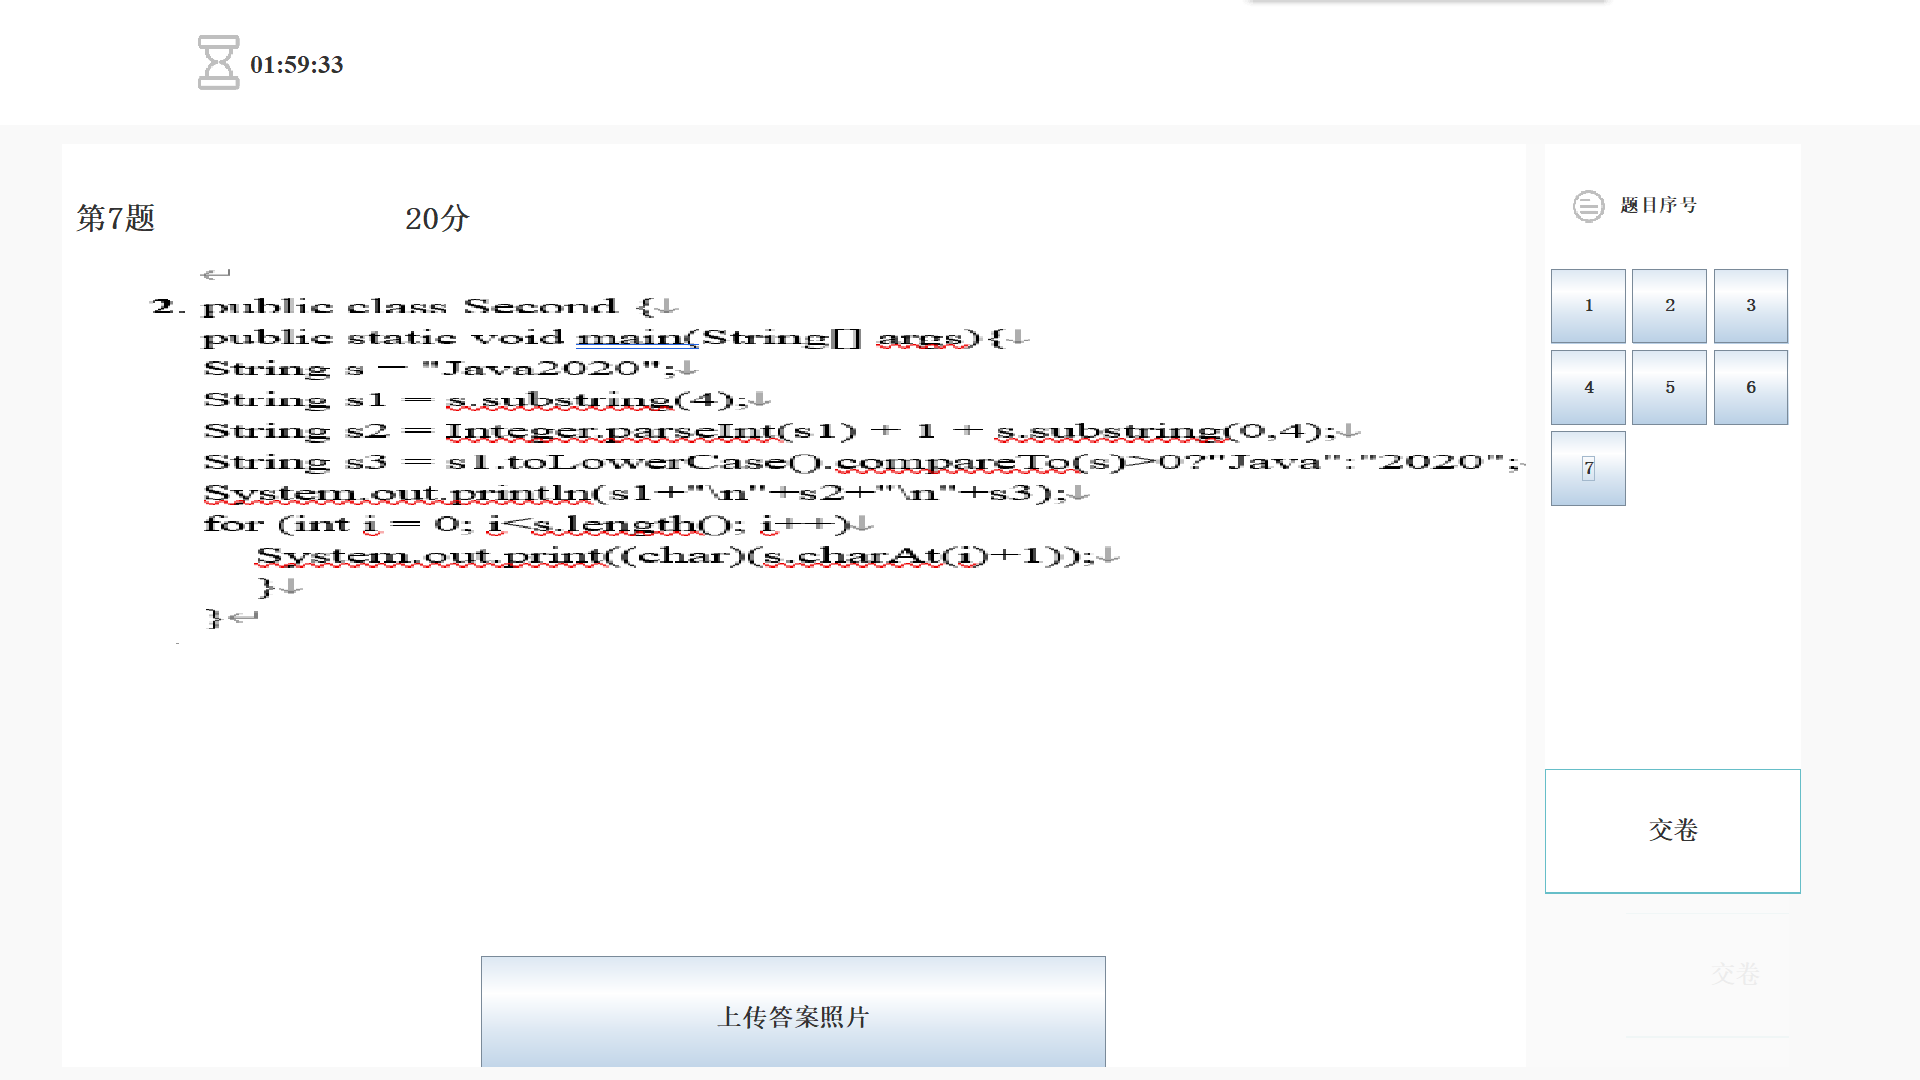 01:59:33
第7题 20分
2. public class Second {
public static void main(String[] args){
String s = "Java2020";
String s1 = s.substring(4);
String s2 = Integer.parseInt(s1) + 1 + s.substring(0,4);
String s3 = s1.toLowerCase().compareTo(s)>0?"Java":"2020";
System.out.println(s1+"\n"+s2+"\n"+s3);
for (int i = 0; i<s.length(); i++)
System.out.print((char)(s.charAt(i)+1));
}
}
上传答案照片
题目序号
1 2 3
4 5 6
7
交卷
交卷